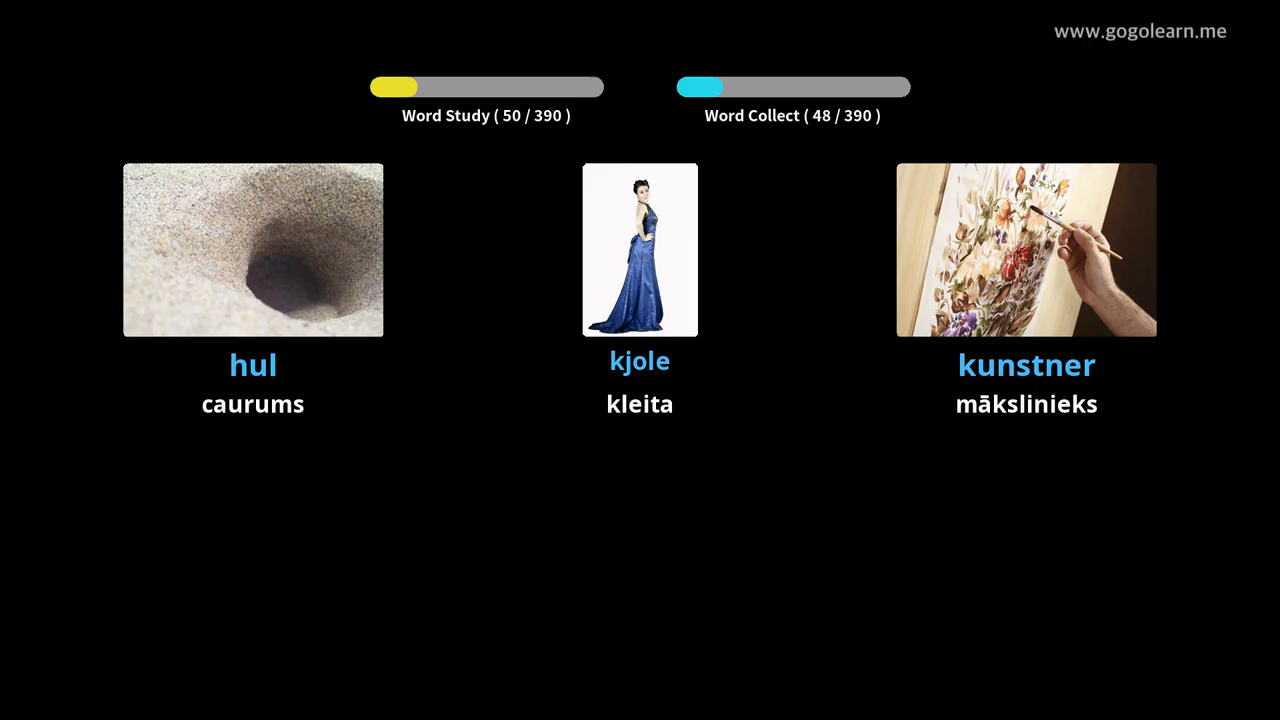 www.gogolearn.me
Word Study ( 50 / 390 )
Word Collect ( 48 / 390 )
hul
caurums
kjole
kleita
kunstner
mākslinieks